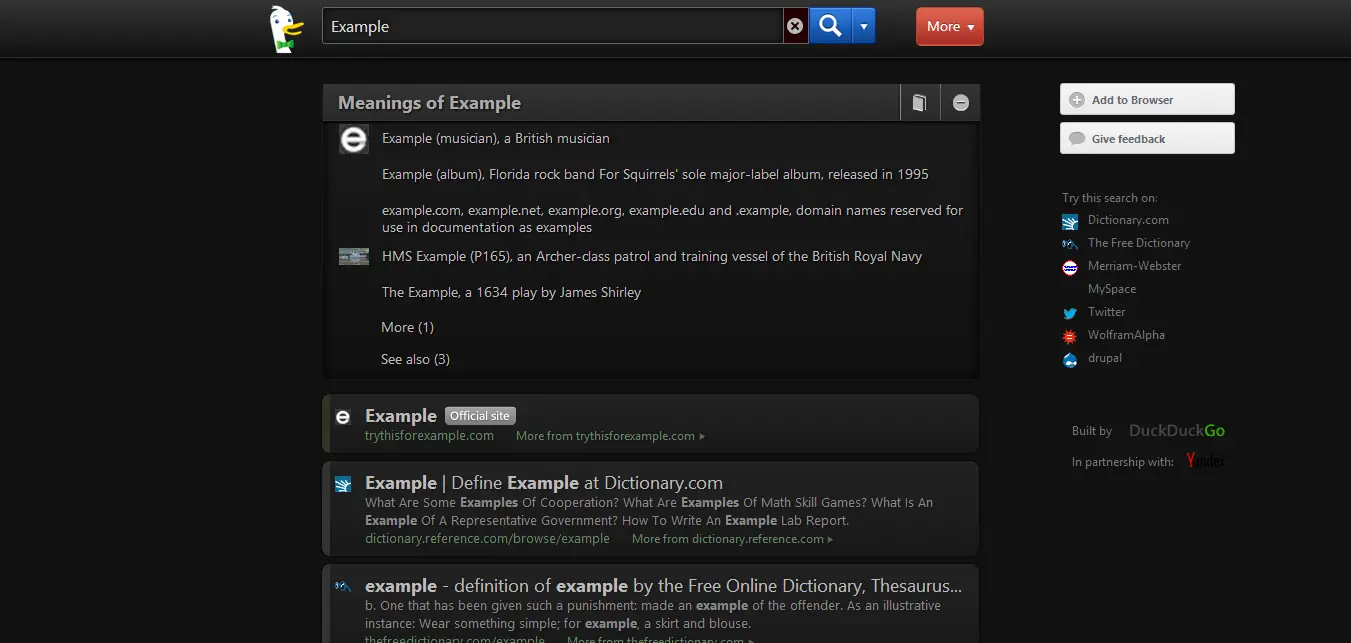 Example
More
Meanings of Example
Example (musician), a British musician
Example (album), Florida rock band For Squirrels' sole major-label album, released in 1995
example.com, example.net, example.org, example.edu and .example, domain names reserved for
use in documentation as examples
HMS Example (P165), an Archer-class patrol and training vessel of the British Royal Navy
The Example, a 1634 play by James Shirley
More (1)
See also (3)
Example Official site
trythisforexample.com More from trythisforexample.com
Example | Define Example at Dictionary.com
What Are Some Examples Of Cooperation? What Are Examples Of Math Skill Games? What Is An
Example Of A Representative Government? How To Write An Example Lab Report.
dictionary.reference.com/browse/example More from dictionary.reference.com
example - definition of example by the Free Online Dictionary, Thesaurus...
b. One that has been given such a punishment: made an example of the offender. As an illustrative
instance: Wear something simple; for example, a skirt and blouse.
thefreedictionary.com/example More from thefreedictionary.com
Add to Browser
Give feedback
Try this search on:
Dictionary.com
The Free Dictionary
Merriam-Webster
MySpace
Twitter
WolframAlpha
drupal
Built by DuckDuckGo
In partnership with: Yandex